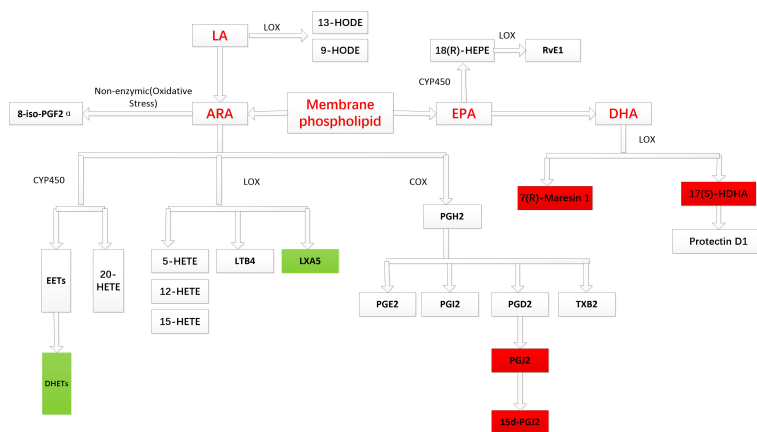 LA
LOX
13-HODE
9-HODE
18(R)-HEPE
LOX
RvE1
CYP450
Non-enzymic(Oxidative
Stress)
8-iso-PGF2α
ARA
Membrane
phospholipid
EPA
DHA
LOX
CYP450
LOX
COX
7(R)-Maresin 1
17(S)-HDHA
PGH2
Protectin D1
EETs
20-
HETE
5-HETE
LTB4
LXA5
12-HETE
15-HETE
PGE2
PGI2
PGD2
TXB2
DHETs
PGJ2
15d-PGJ2